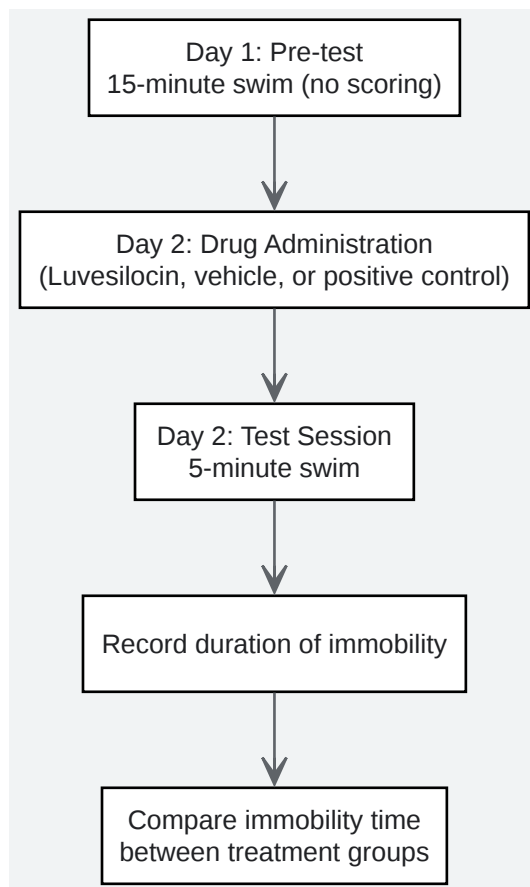 Day 1: Pre-test
15-minute swim (no scoring)
Day 2: Drug Administration
(Luvesilocin, vehicle, or positive control)
Day 2: Test Session
5-minute swim
Record duration of immobility
Compare immobility time
between treatment groups